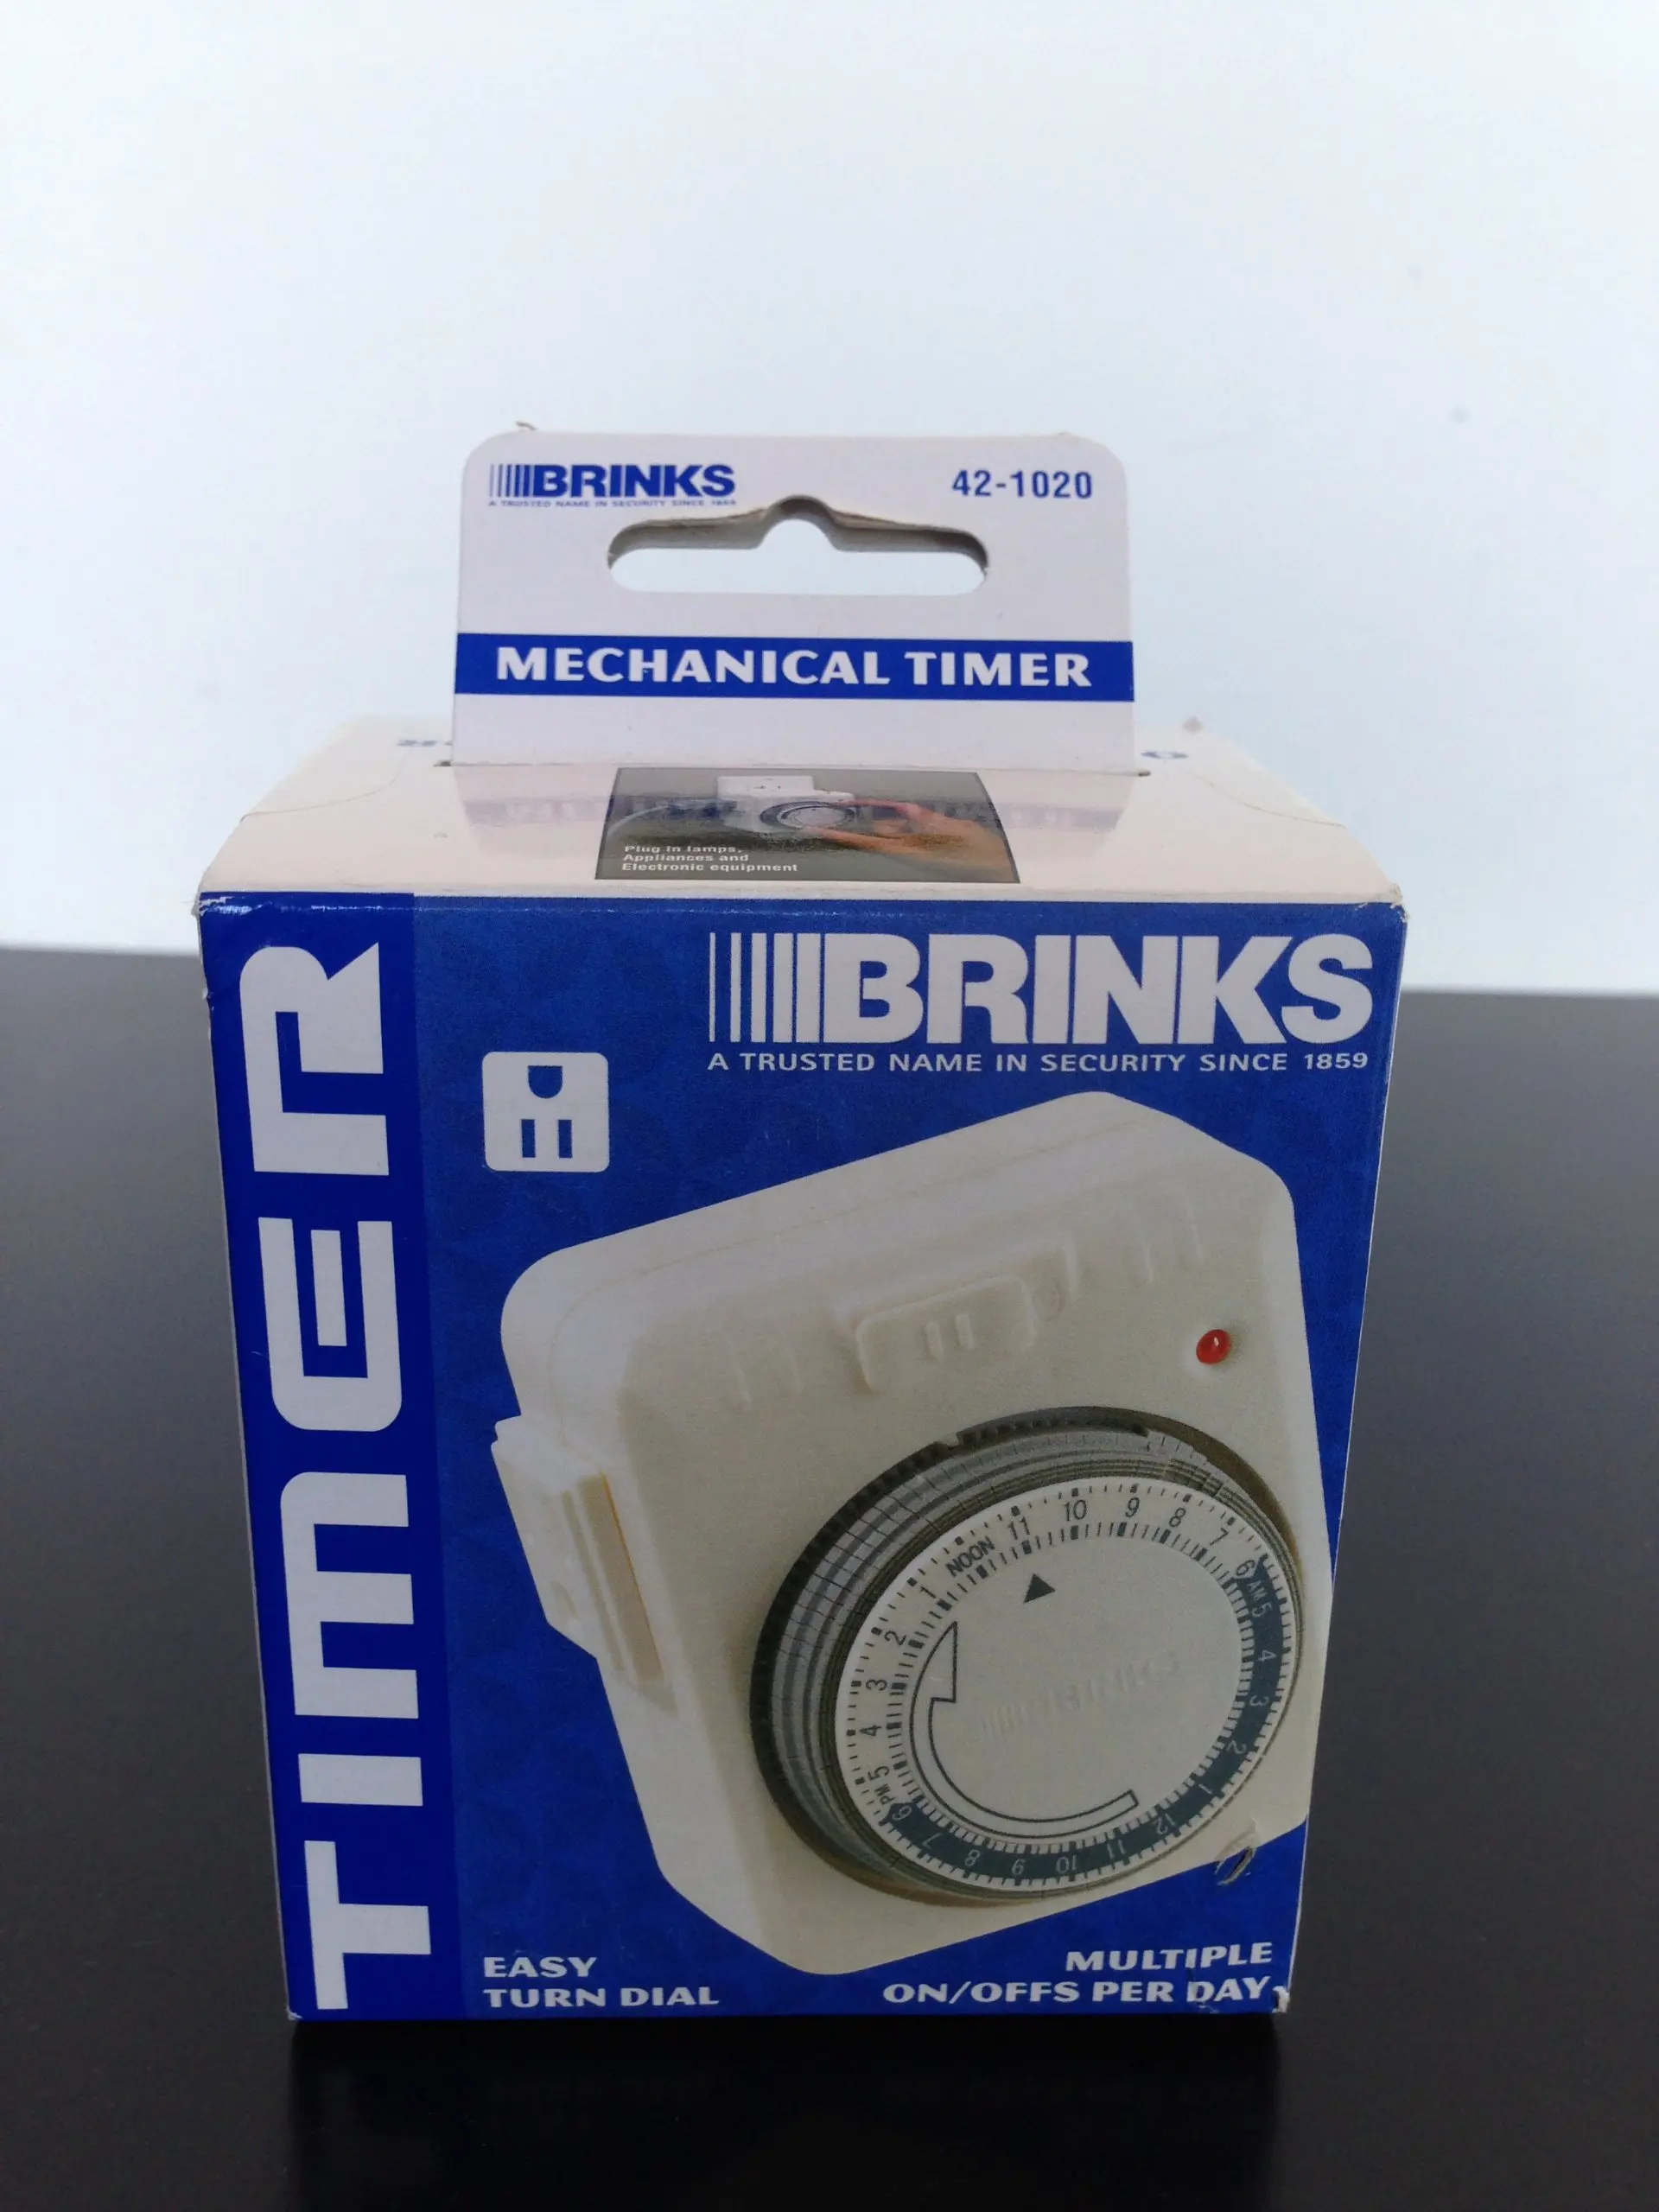 BRINKS
A TRUSTED NAME IN SECURITY SINCE 1859
42-1020
MECHANICAL TIMER
Plug in lamps,
Appliances and
Electronic equipment
TIMER
BRINKS
A TRUSTED NAME IN SECURITY SINCE 1859
NOON 11 10 9 8 7 6 AM 5 4 3 2 1 12 11 10 9 8 7 6 PM 5 4 3 2 1
BRINKS
EASY
TURN DIAL
MULTIPLE
ON/OFFS PER DAY